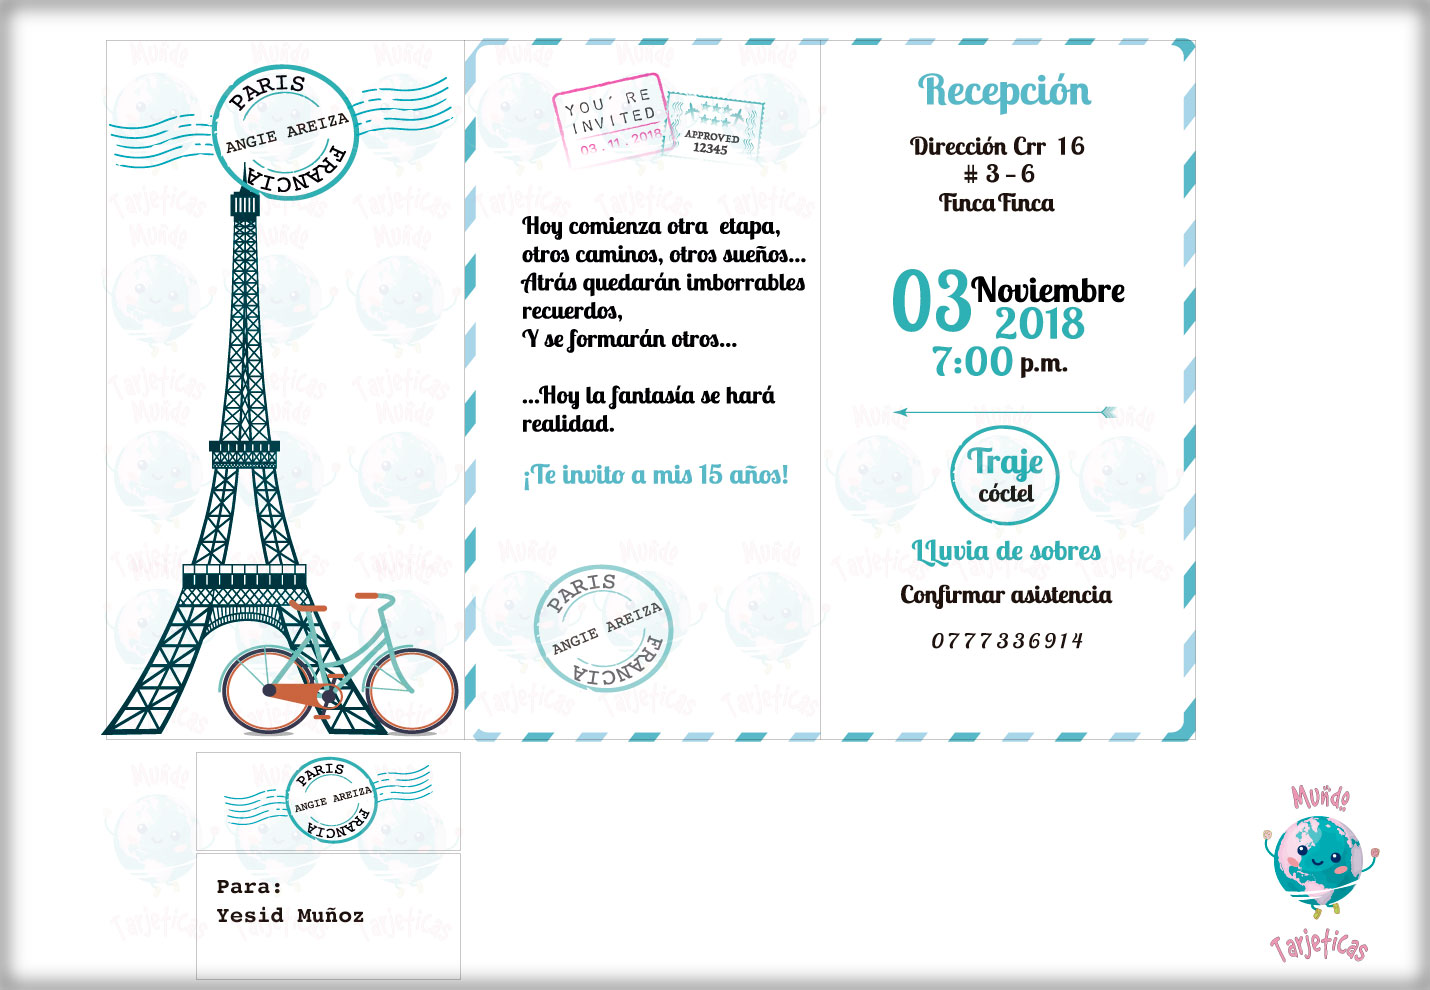 PARIS
ANGIE AREIZA
FRANCIA
YOU'RE
INVITED
03.11.2018
APPROVED
12345
Hoy comienza otra etapa,
otros caminos, otros sueños...
Atrás quedarán imborrables
recuerdos,
Y se formarán otros...
...Hoy la fantasía se hará
realidad.
¡Te invito a mis 15 años!
PARIS
ANGIE AREIZA
FRANCIA
Recepción
Dirección Crr 16
# 3 - 6
Finca Finca
03 Noviembre
2018
7:00 p.m.
Traje
cóctel
LLuvia de sobres
Confirmar asistencia
0777336914
PARIS
ANGIE AREIZA
FRANCIA
Para:
Yesid Muñoz
Muñdo
Tarjeticas